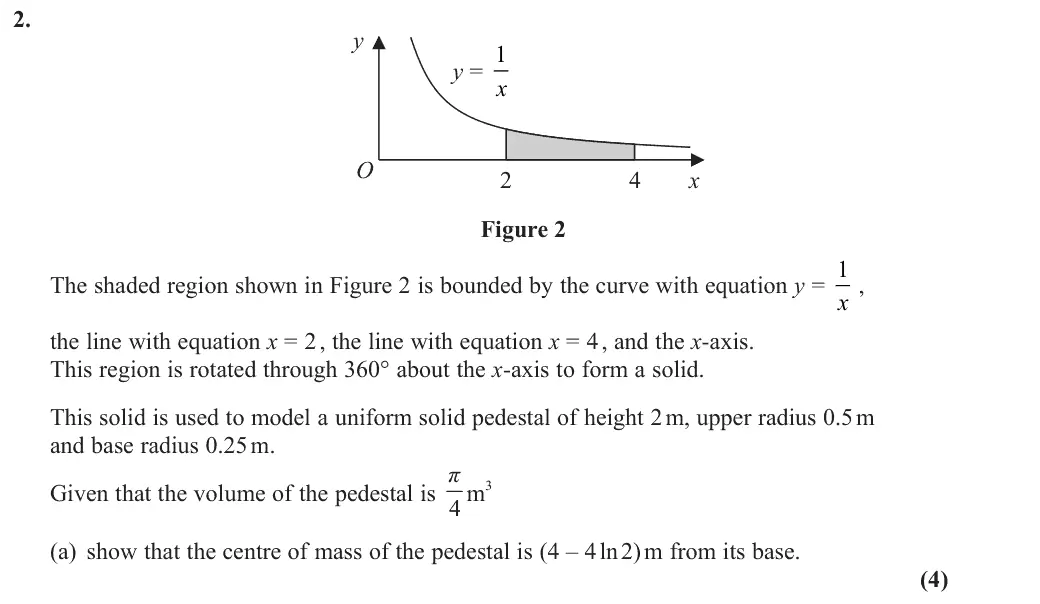 2.
y
y = 1/x
O
2 4 x
Figure 2
The shaded region shown in Figure 2 is bounded by the curve with equation y = 1/x ,
the line with equation x = 2, the line with equation x = 4, and the x-axis.
This region is rotated through 360° about the x-axis to form a solid.
This solid is used to model a uniform solid pedestal of height 2 m, upper radius 0.5 m
and base radius 0.25 m.
Given that the volume of the pedestal is π/4 m³
(a) show that the centre of mass of the pedestal is (4 – 4 ln 2) m from its base.
(4)